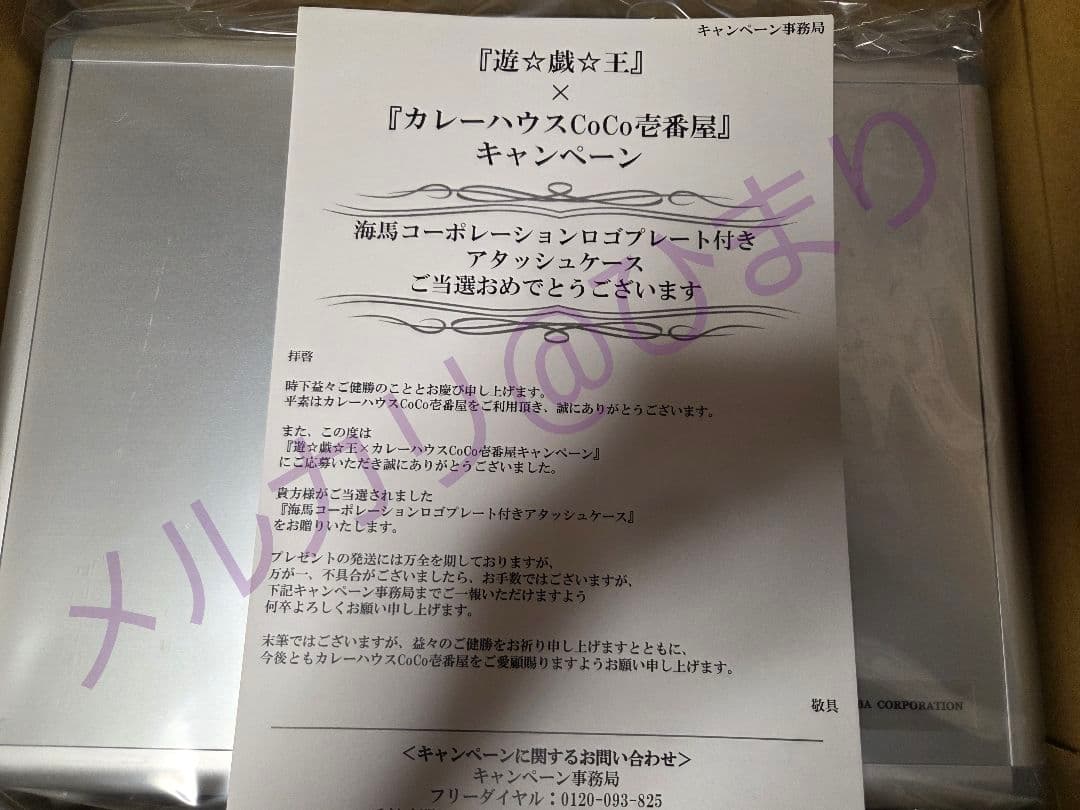 キャンペーン事務局
『遊☆戯☆王』
×
『カレーハウスCoCo壱番屋』
キャンペーン
海馬コーポレーションロゴプレート付き
アタッシュケース
ご当選おめでとうございます
拝啓
時下益々ご健勝のこととお慶び申し上げます。
平素はカレーハウスCoCo壱番屋をご利用頂き、誠にありがとうございます。
また、この度は
『遊☆戯☆王×カレーハウスCoCo壱番屋キャンペーン』
にご応募いただき誠にありがとうございました。
貴方様がご当選されました
『海馬コーポレーションロゴプレート付きアタッシュケース』
をお贈りいたします。
プレゼントの発送には万全を期しておりますが、
万が一、不具合がございましたら、お手数ではございますが、
下記キャンペーン事務局までご一報いただけますよう
何卒よろしくお願い申し上げます。
末筆ではございますが、益々のご健勝をお祈り申し上げますとともに、
今後ともカレーハウスCoCo壱番屋をご愛顧賜りますようお願い申し上げます。
敬具
BA CORPORATION
＜キャンペーンに関するお問い合わせ＞
キャンペーン事務局
フリーダイヤル：0120-093-825
メルカリ@ひまり